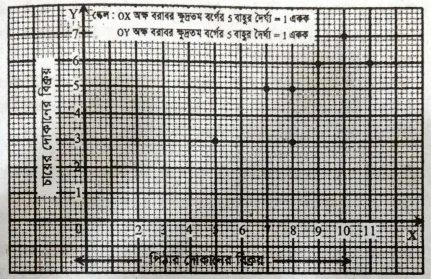 Y স্কেল : OX অক্ষ বরাবর ক্ষুদ্রতম বর্গের 5 বাহুর দৈর্ঘ্য = 1 একক
OY অক্ষ বরাবর ক্ষুদ্রতম বর্গের 5 বাহুর দৈর্ঘ্য = 1 একক
7
6
5
4
3
2
1
চায়ের দোকানের বিক্রয়
0 2 3 4 5 6 7 8 9 10 11 X
পিঠার দোকানের বিক্রয়